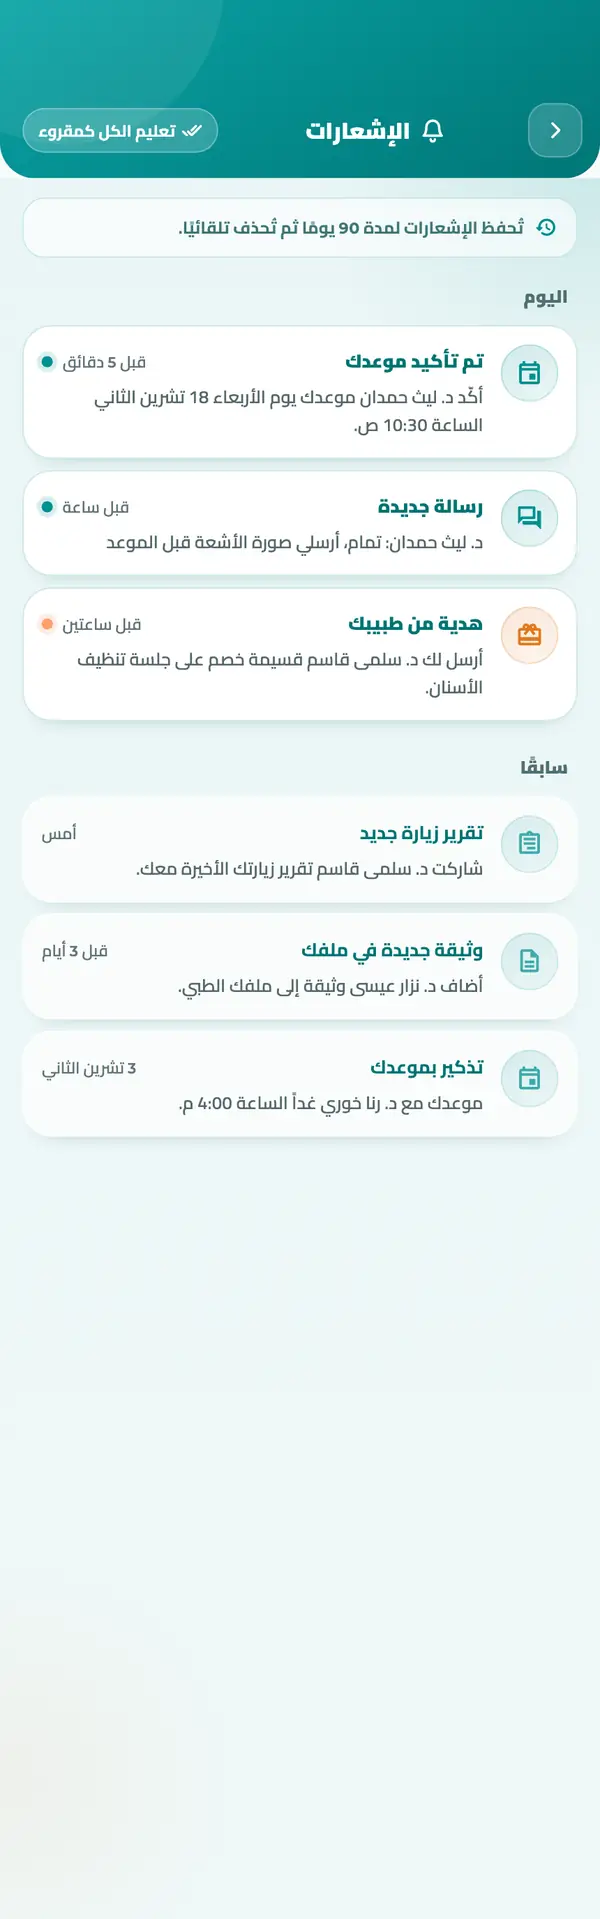 الإشعارات
تعليم الكل كمقروء
تُحفظ الإشعارات لمدة 90 يومًا ثم تُحذف تلقائيًا.
اليوم
تم تأكيد موعدك
قبل 5 دقائق
أكّد د. ليث حمدان موعدك يوم الأربعاء 18 تشرين الثاني
الساعة 10:30 ص.
رسالة جديدة
قبل ساعة
د. ليث حمدان: تمام، أرسلي صورة الأشعة قبل الموعد
هدية من طبيبك
قبل ساعتين
أرسل لك د. سلمى قاسم قسيمة خصم على جلسة تنظيف
الأسنان.
سابقًا
تقرير زيارة جديد
أمس
شاركت د. سلمى قاسم تقرير زيارتك الأخيرة معك.
وثيقة جديدة في ملفك
قبل 3 أيام
أضاف د. نزار عيسى وثيقة إلى ملفك الطبي.
تذكير بموعدك
3 تشرين الثاني
موعدك مع د. رنا خوري غداً الساعة 4:00 م.